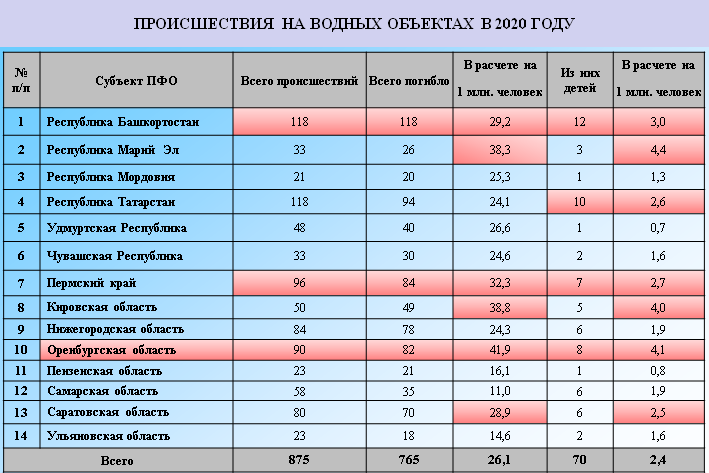 ПРОИСШЕСТВИЯ НА ВОДНЫХ ОБЪЕКТАХ В 2020 ГОДУ
№ п/п Субъект ПФО Всего происшествий Всего погибло В расчете на 1 млн. человек Из них детей В расчете на 1 млн. человек
1 Республика Башкортостан 118 118 29,2 12 3,0
2 Республика Марий Эл 33 26 38,3 3 4,4
3 Республика Мордовия 21 20 25,3 1 1,3
4 Республика Татарстан 118 94 24,1 10 2,6
5 Удмуртская Республика 48 40 26,6 1 0,7
6 Чувашская Республика 33 30 24,6 2 1,6
7 Пермский край 96 84 32,3 7 2,7
8 Кировская область 50 49 38,8 5 4,0
9 Нижегородская область 84 78 24,3 6 1,9
10 Оренбургская область 90 82 41,9 8 4,1
11 Пензенская область 23 21 16,1 1 0,8
12 Самарская область 58 35 11,0 6 1,9
13 Саратовская область 80 70 28,9 6 2,5
14 Ульяновская область 23 18 14,6 2 1,6
Всего 875 765 26,1 70 2,4